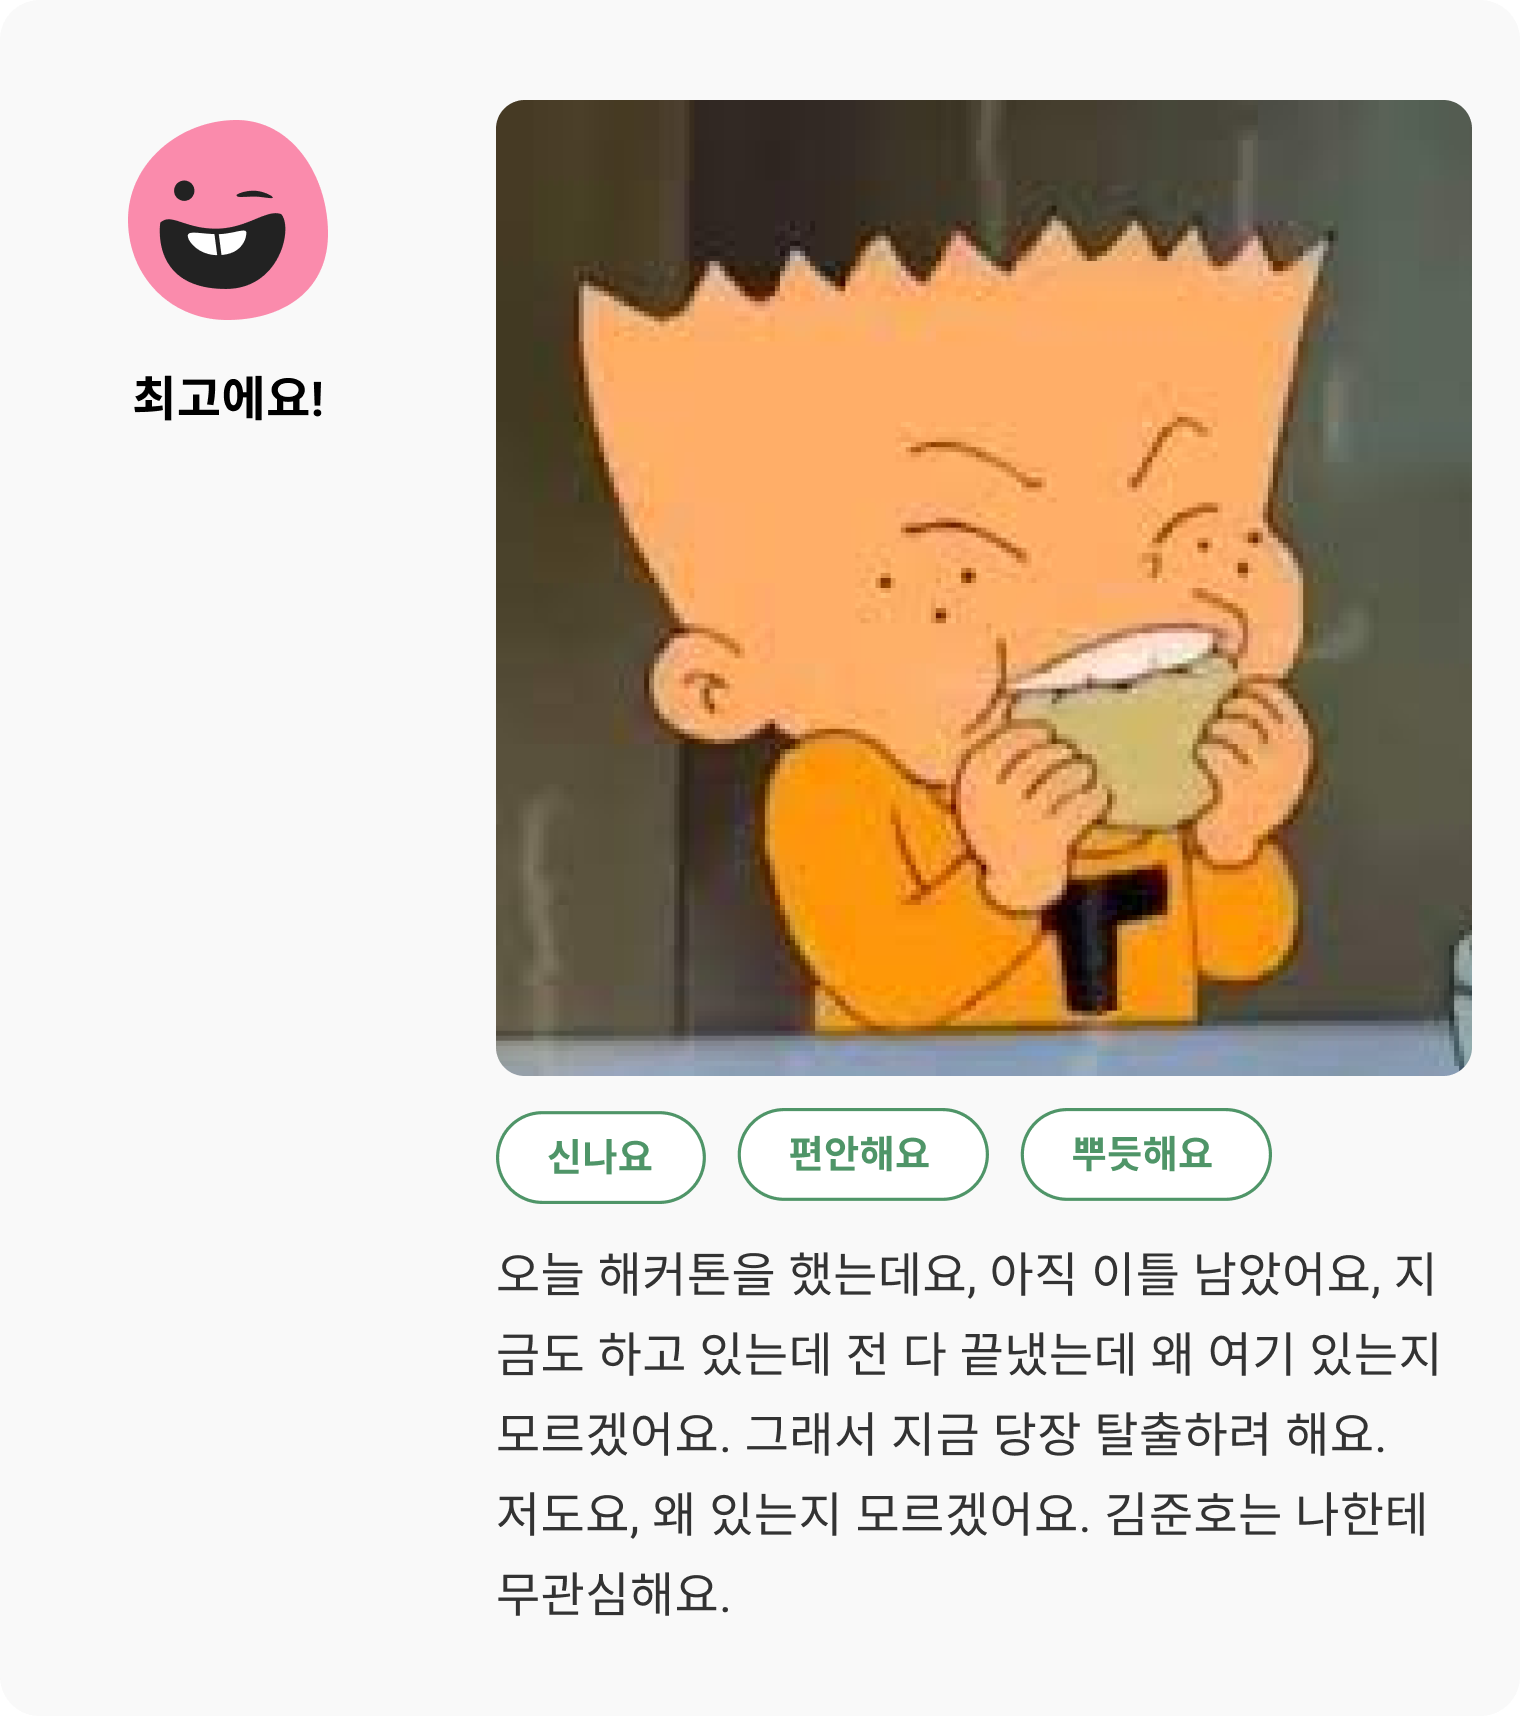 최고에요!
신나요 편안해요 뿌듯해요
오늘 해커톤을 했는데요, 아직 이틀 남았어요, 지
금도 하고 있는데 전 다 끝냈는데 왜 여기 있는지
모르겠어요. 그래서 지금 당장 탈출하려 해요.
저도요, 왜 있는지 모르겠어요. 김준호는 나한테
무관심해요.